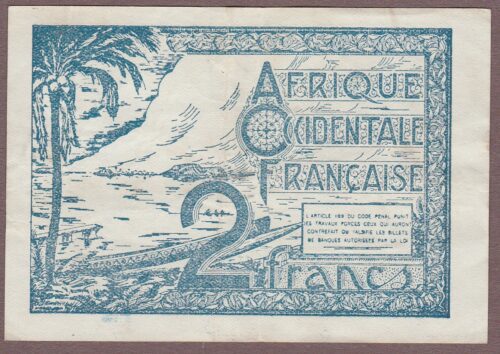 AFRIQUE
OCCIDENTALE
FRANÇAISE
L'ARTICLE 139 DU CODE PENAL PUNIT
DES TRAVAUX FORCES CEUX QUI AURONT
CONTREFAIT OU FALSIFIE LES BILLETS
DE BANQUES AUTORISEES PAR LA LOI
2 francs